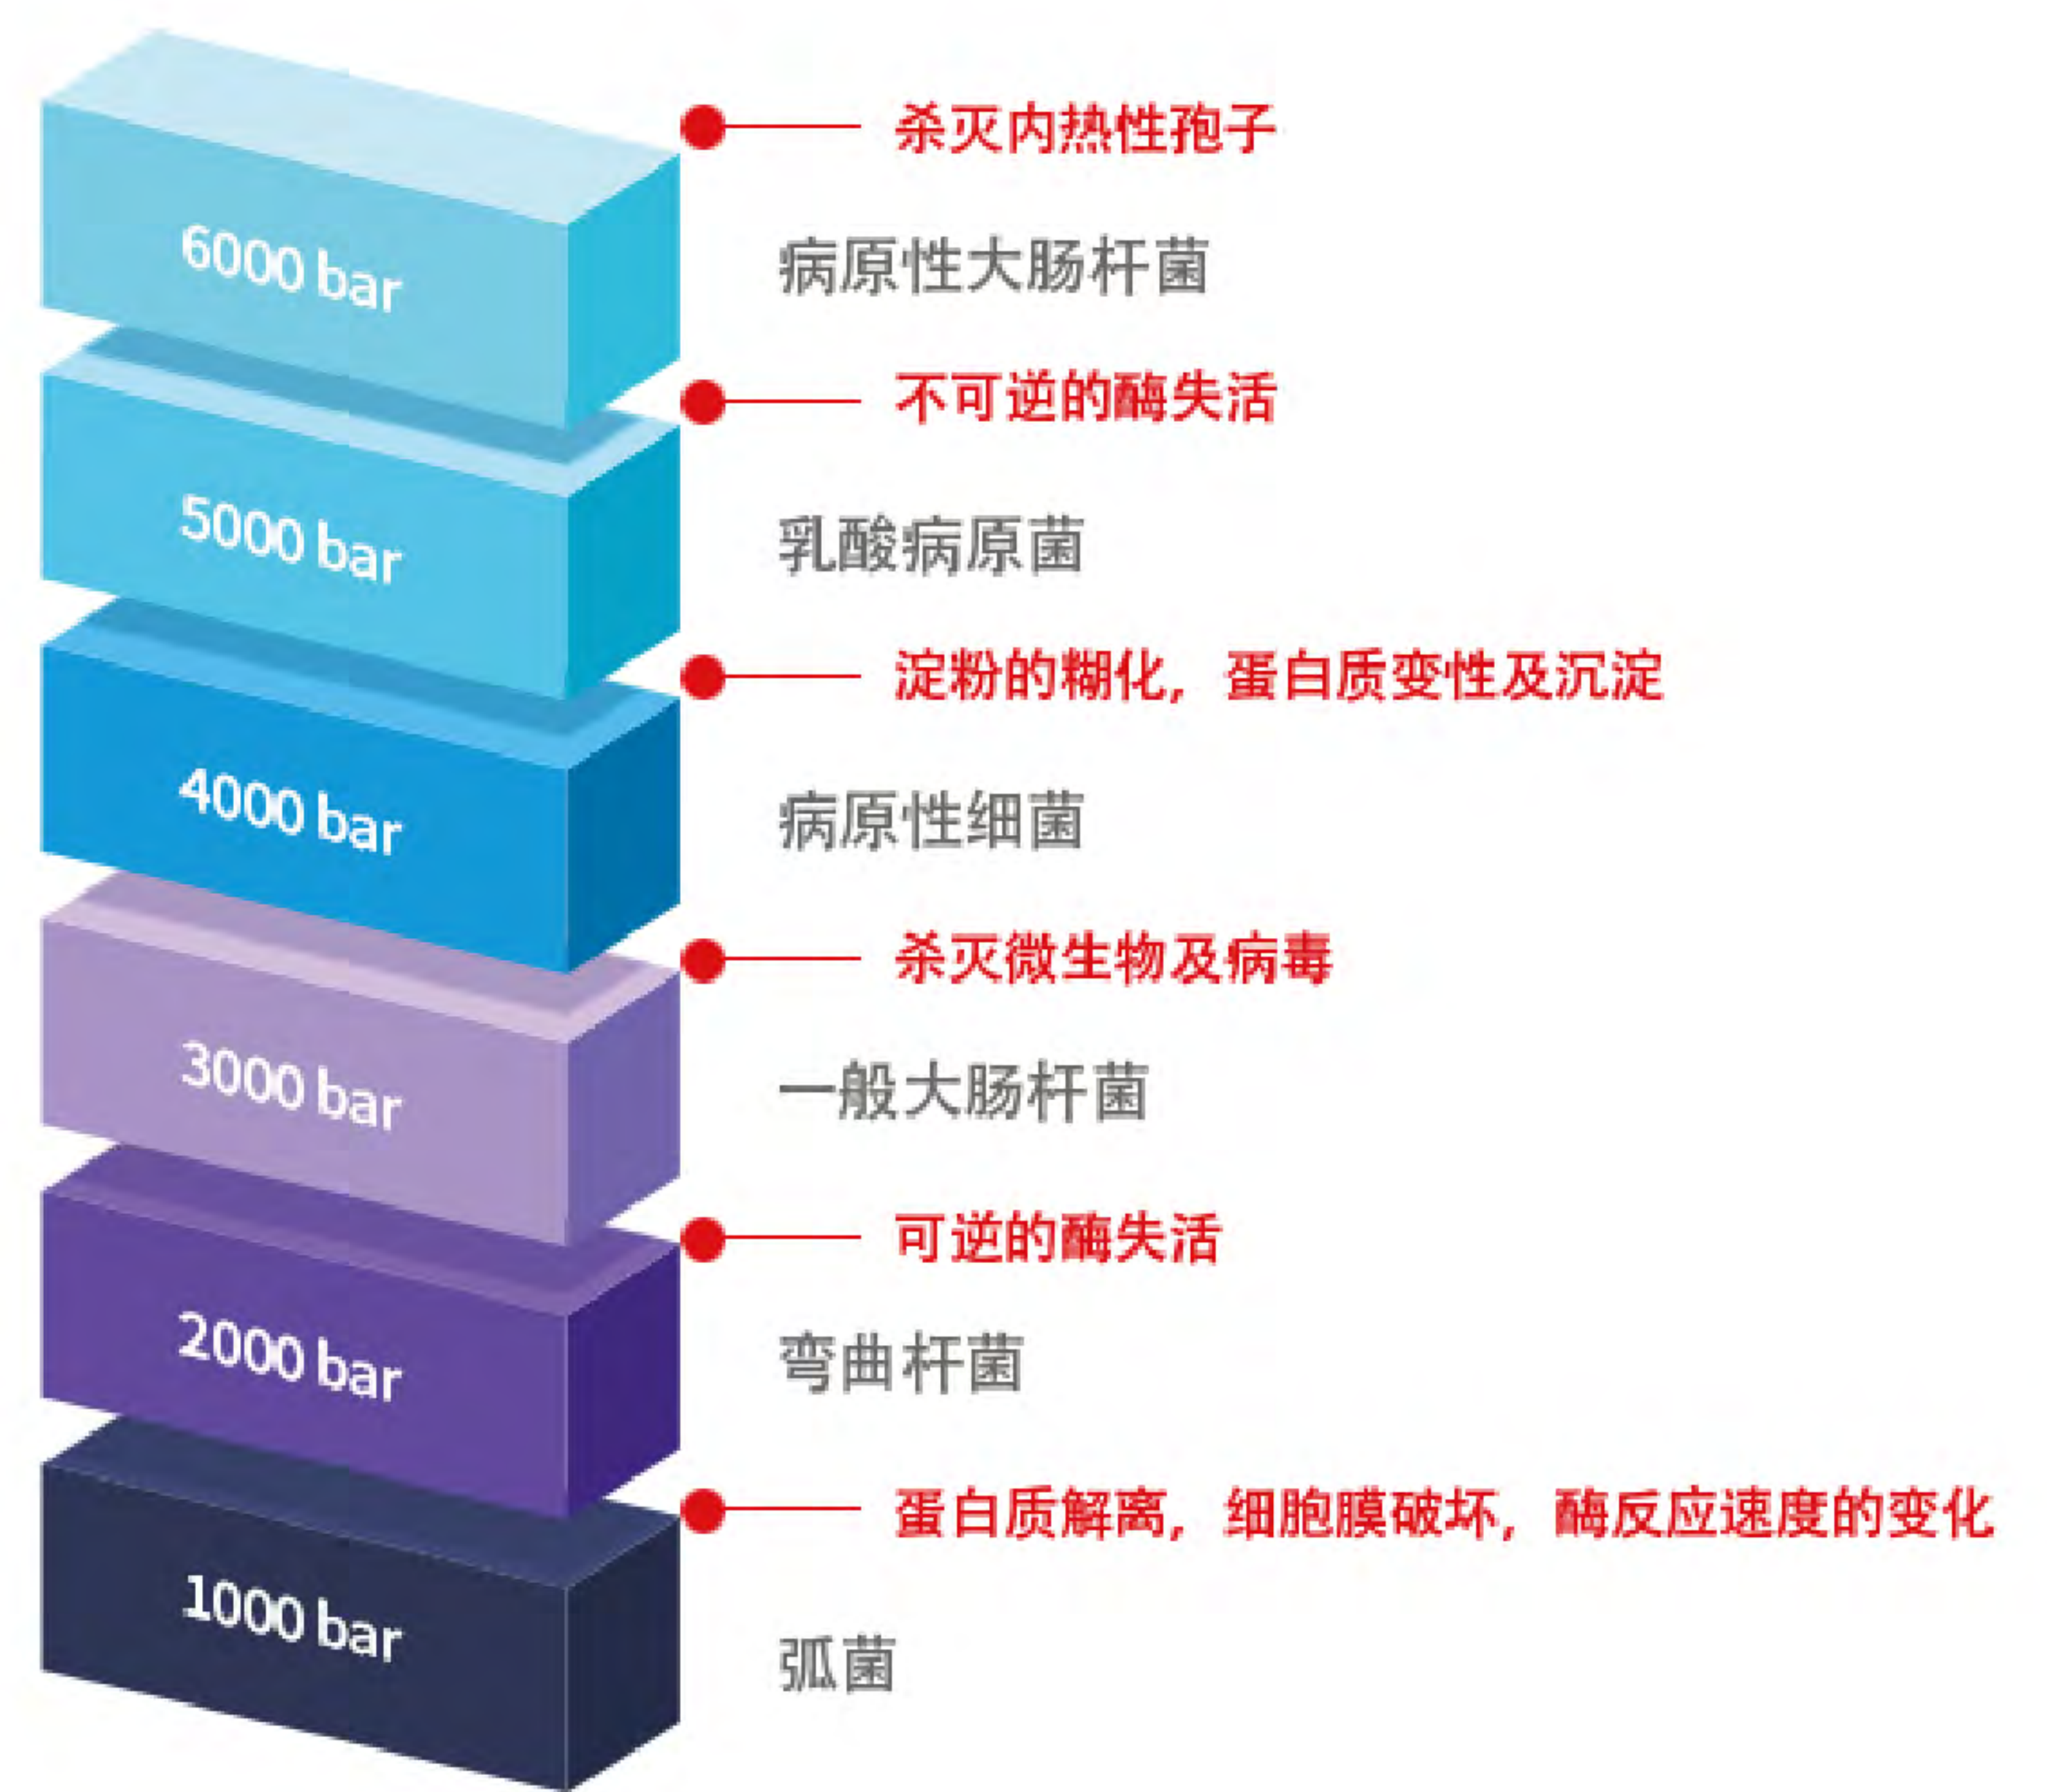 杀灭内热性孢子
6000 bar
病原性大肠杆菌
不可逆的酶失活
5000 bar
乳酸病原菌
淀粉的糊化，蛋白质变性及沉淀
4000 bar
病原性细菌
杀灭微生物及病毒
3000 bar
一般大肠杆菌
可逆的酶失活
2000 bar
弯曲杆菌
蛋白质解离，细胞膜破坏，酶反应速度的变化
1000 bar
弧菌